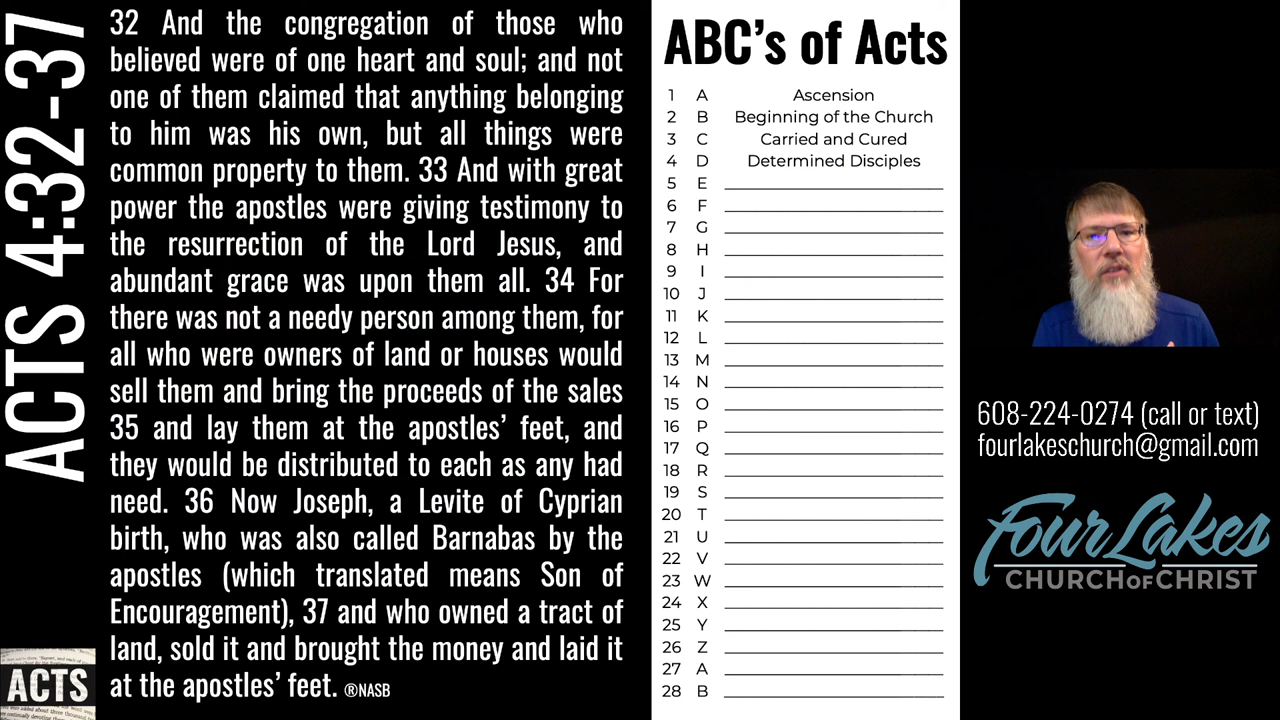 ACTS 4:32-37
32 And the congregation of those who
believed were of one heart and soul; and not
one of them claimed that anything belonging
to him was his own, but all things were
common property to them. 33 And with great
power the apostles were giving testimony to
the resurrection of the Lord Jesus, and
abundant grace was upon them all. 34 For
there was not a needy person among them, for
all who were owners of land or houses would
sell them and bring the proceeds of the sales
35 and lay them at the apostles’ feet, and
they would be distributed to each as any had
need. 36 Now Joseph, a Levite of Cyprian
birth, who was also called Barnabas by the
apostles (which translated means Son of
Encouragement), 37 and who owned a tract of
land, sold it and brought the money and laid it
at the apostles’ feet. ®NASB
ACTS
ABC’s of Acts
1 A Ascension
2 B Beginning of the Church
3 C Carried and Cured
4 D Determined Disciples
5 E
6 F
7 G
8 H
9 I
10 J
11 K
12 L
13 M
14 N
15 O
16 P
17 Q
18 R
19 S
20 T
21 U
22 V
23 W
24 X
25 Y
26 Z
27 A
28 B
608-224-0274 (call or text)
fourlakeschurch@gmail.com
Four Lakes
CHURCH OF CHRIST